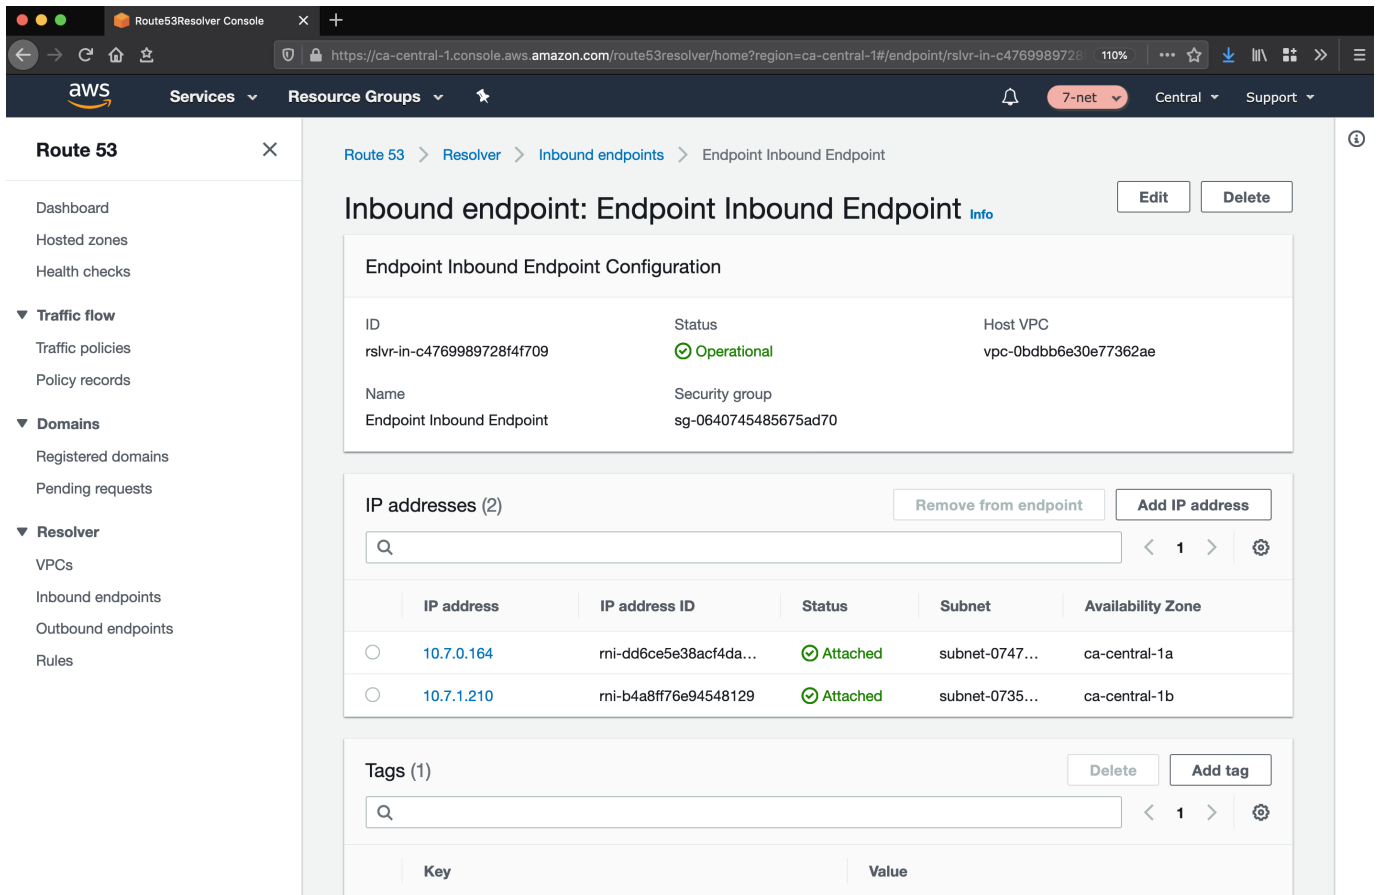 Route53Resolver Console
https://ca-central-1.console.aws.amazon.com/route53resolver/home?region=ca-central-1#/endpoint/rslvr-in-c4769989728 110%
aws Services Resource Groups 7-net Central Support
Route 53
Dashboard
Hosted zones
Health checks
Traffic flow
Traffic policies
Policy records
Domains
Registered domains
Pending requests
Resolver
VPCs
Inbound endpoints
Outbound endpoints
Rules
Route 53 Resolver Inbound endpoints Endpoint Inbound Endpoint
Inbound endpoint: Endpoint Inbound Endpoint Info Edit Delete
Endpoint Inbound Endpoint Configuration
ID Status Host VPC
rslvr-in-c4769989728f4f709 Operational vpc-0bdbb6e30e77362ae
Name Security group
Endpoint Inbound Endpoint sg-0640745485675ad70
IP addresses (2) Remove from endpoint Add IP address
1
IP address IP address ID Status Subnet Availability Zone
10.7.0.164 rni-dd6ce5e38acf4da... Attached subnet-0747... ca-central-1a
10.7.1.210 rni-b4a8ff76e94548129 Attached subnet-0735... ca-central-1b
Tags (1) Delete Add tag
1
Key Value